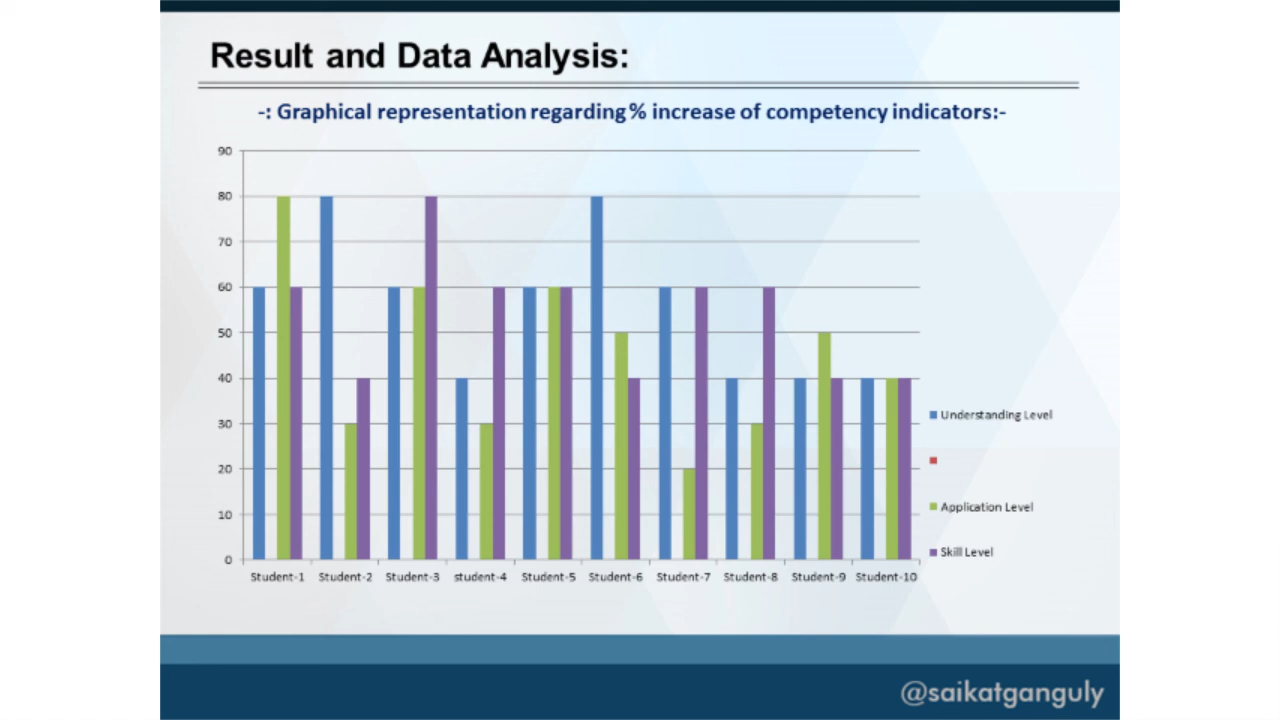 Result and Data Analysis:
-: Graphical representation regarding % increase of competency indicators:-
90
80
70
60
50
40
30
20
10
0
Student-1 Student-2 Student-3 student-4 Student-5 Student-6 Student-7 Student-8 Student-9 Student-10
Understanding Level
Application Level
Skill Level
@saikatganguly